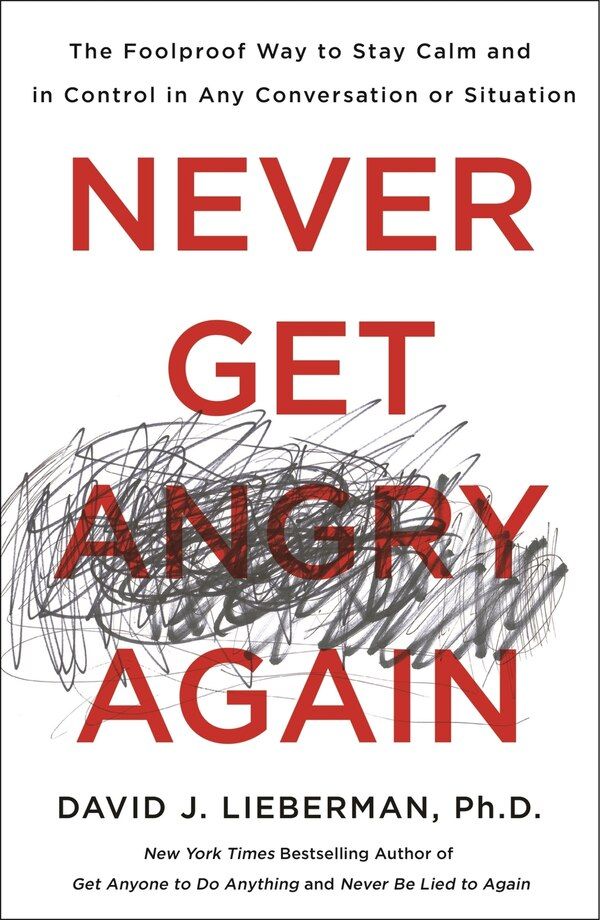 The Foolproof Way to Stay Calm and
in Control in Any Conversation or Situation
NEVER
GET
ANGRY
AGAIN
DAVID J. LIEBERMAN, Ph.D.
New York Times Bestselling Author of
Get Anyone to Do Anything and Never Be Lied to Again